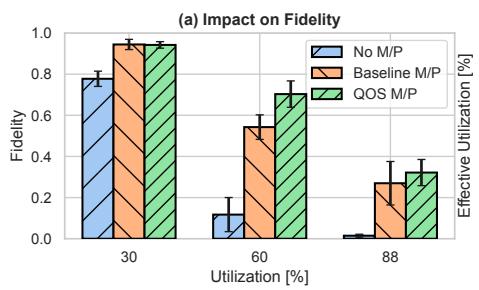 (a) Impact on Fidelity
1.0
0.8
0.6
0.4
0.2
0.0
Fidelity
No M/P
Baseline M/P
QOS M/P
Effective Utilization [%]
30
60
88
Utilization [%]